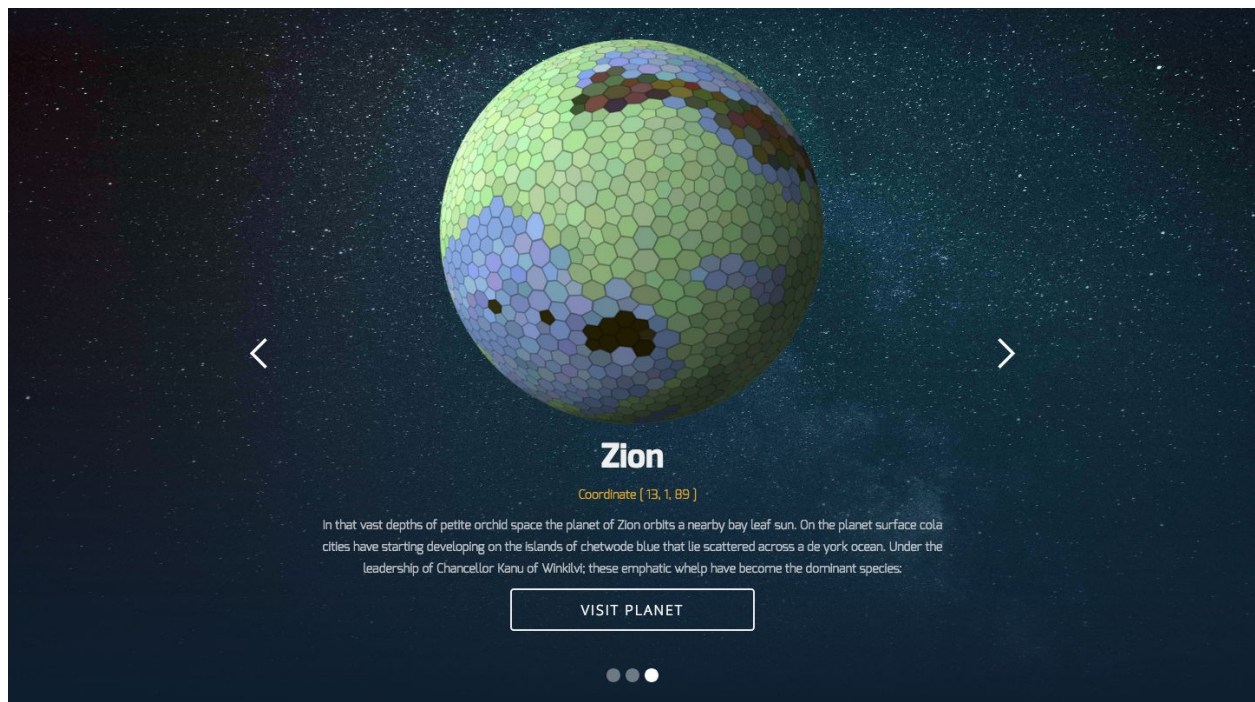 Zion
Coordinate [ 13, 1, 89 ]
In that vast depths of petite orchid space the planet of Zion orbits a nearby bay leaf sun. On the planet surface cola
cities have starting developing on the islands of chetwode blue that lie scattered across a de york ocean. Under the
leadership of Chancellor Kanu of Winkilvi; these emphatic whelp have become the dominant species:
VISIT PLANET